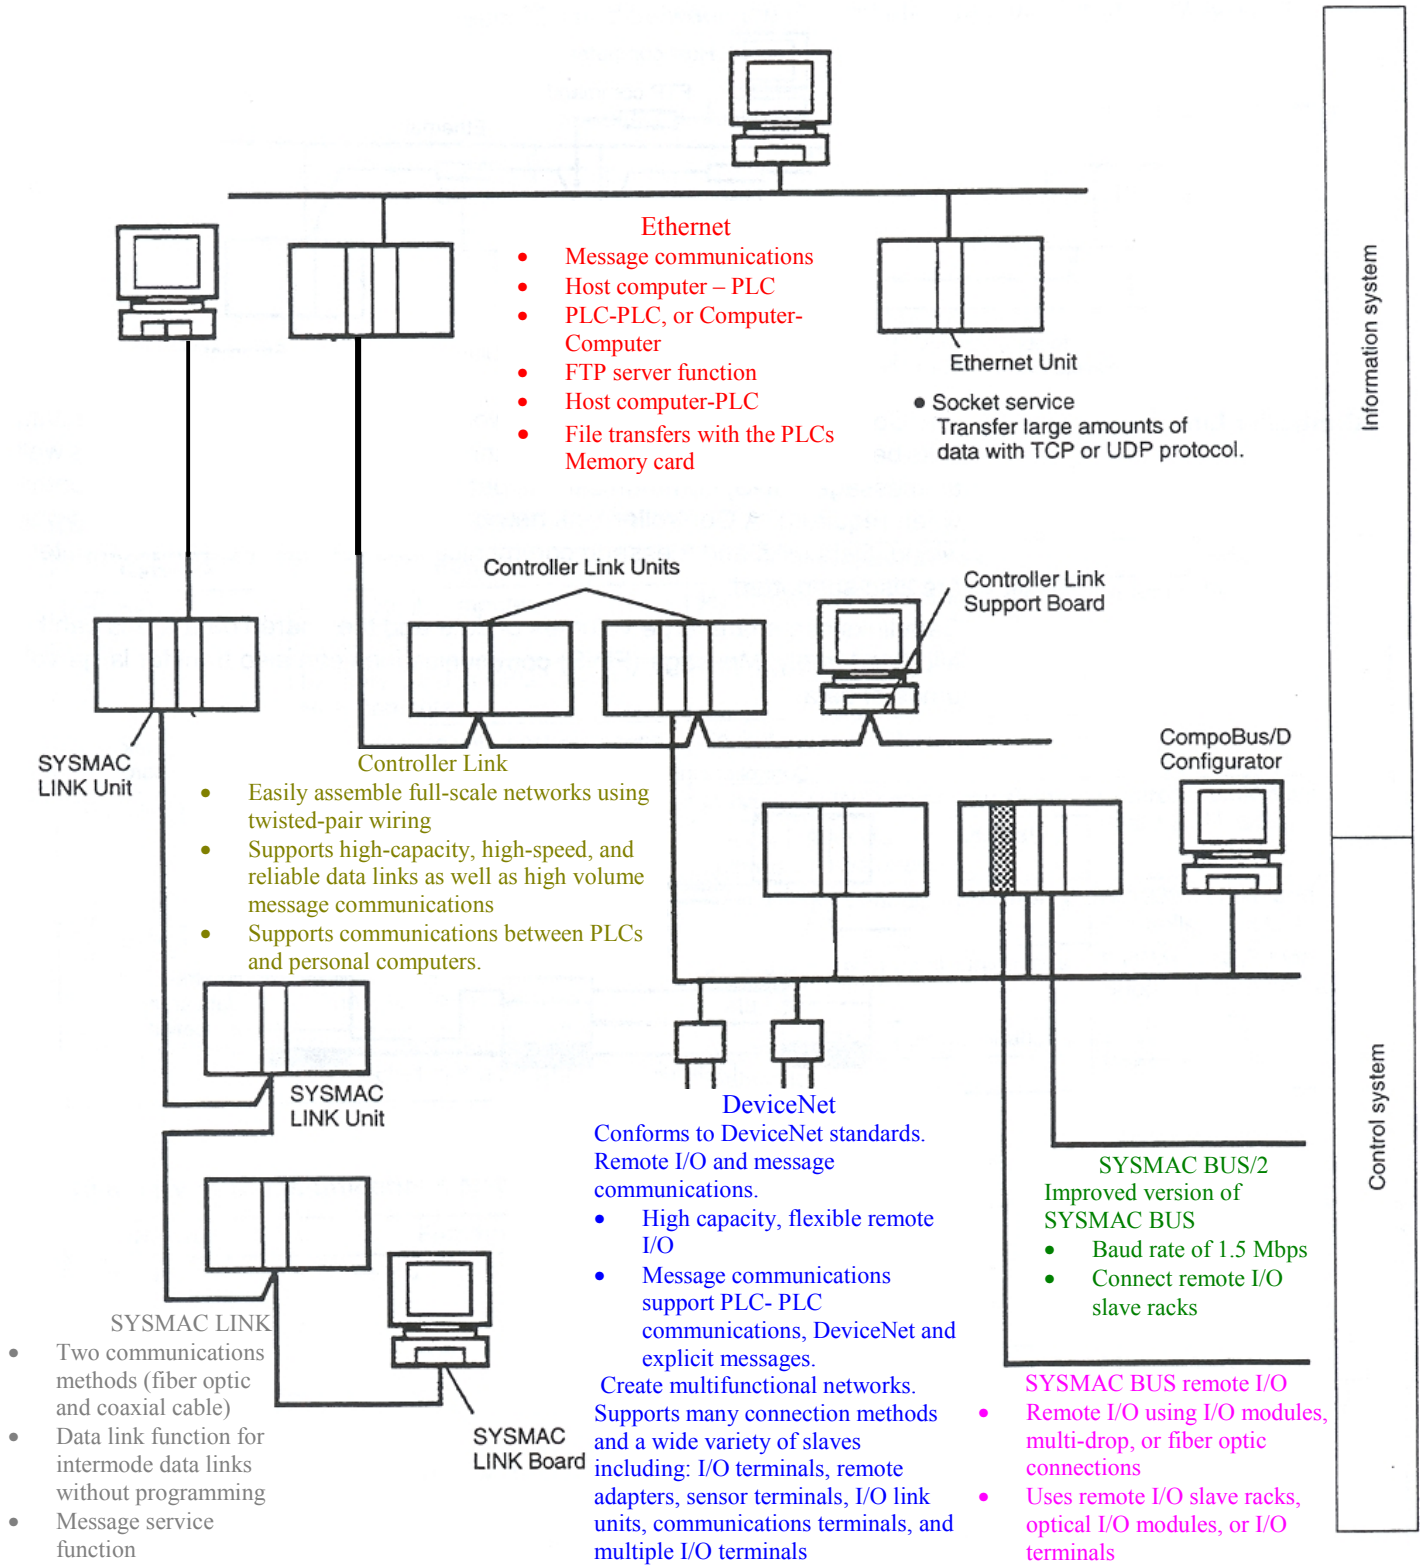 Ethernet
• Message communications
• Host computer – PLC
• PLC-PLC, or Computer-
Computer
• FTP server function
• Host computer-PLC
• File transfers with the PLCs
Memory card
Ethernet Unit
• Socket service
Transfer large amounts of
data with TCP or UDP protocol.
Information system
Controller Link Units
Controller Link
Support Board
SYSMAC
LINK Unit
CompoBus/D
Configurator
Controller Link
• Easily assemble full-scale networks using
twisted-pair wiring
• Supports high-capacity, high-speed, and
reliable data links as well as high volume
message communications
• Supports communications between PLCs
and personal computers.
SYSMAC
LINK Unit
Control system
DeviceNet
Conforms to DeviceNet standards.
Remote I/O and message
communications.
• High capacity, flexible remote
I/O
• Message communications
support PLC- PLC
communications, DeviceNet and
explicit messages.
Create multifunctional networks.
Supports many connection methods
and a wide variety of slaves
including: I/O terminals, remote
adapters, sensor terminals, I/O link
units, communications terminals, and
multiple I/O terminals
SYSMAC BUS/2
Improved version of
SYSMAC BUS
• Baud rate of 1.5 Mbps
• Connect remote I/O
slave racks
SYSMAC LINK
• Two communications
methods (fiber optic
and coaxial cable)
• Data link function for
intermode data links
without programming
• Message service
function
SYSMAC
LINK Board
SYSMAC BUS remote I/O
• Remote I/O using I/O modules,
multi-drop, or fiber optic
connections
• Uses remote I/O slave racks,
optical I/O modules, or I/O
terminals